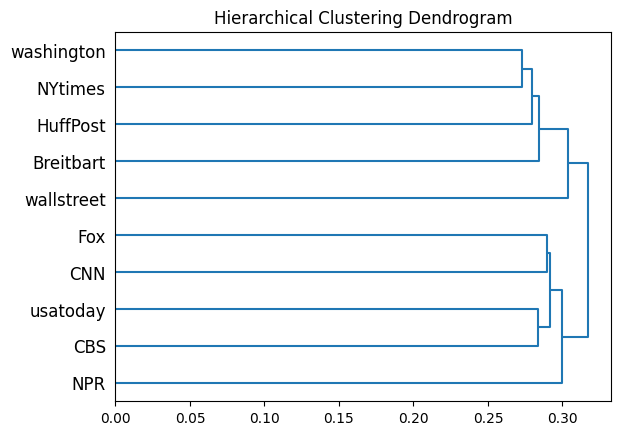 Hierarchical Clustering Dendrogram
washington
NYtimes
HuffPost
Breitbart
wallstreet
Fox
CNN
usatoday
CBS
NPR
0.00 0.05 0.10 0.15 0.20 0.25 0.30